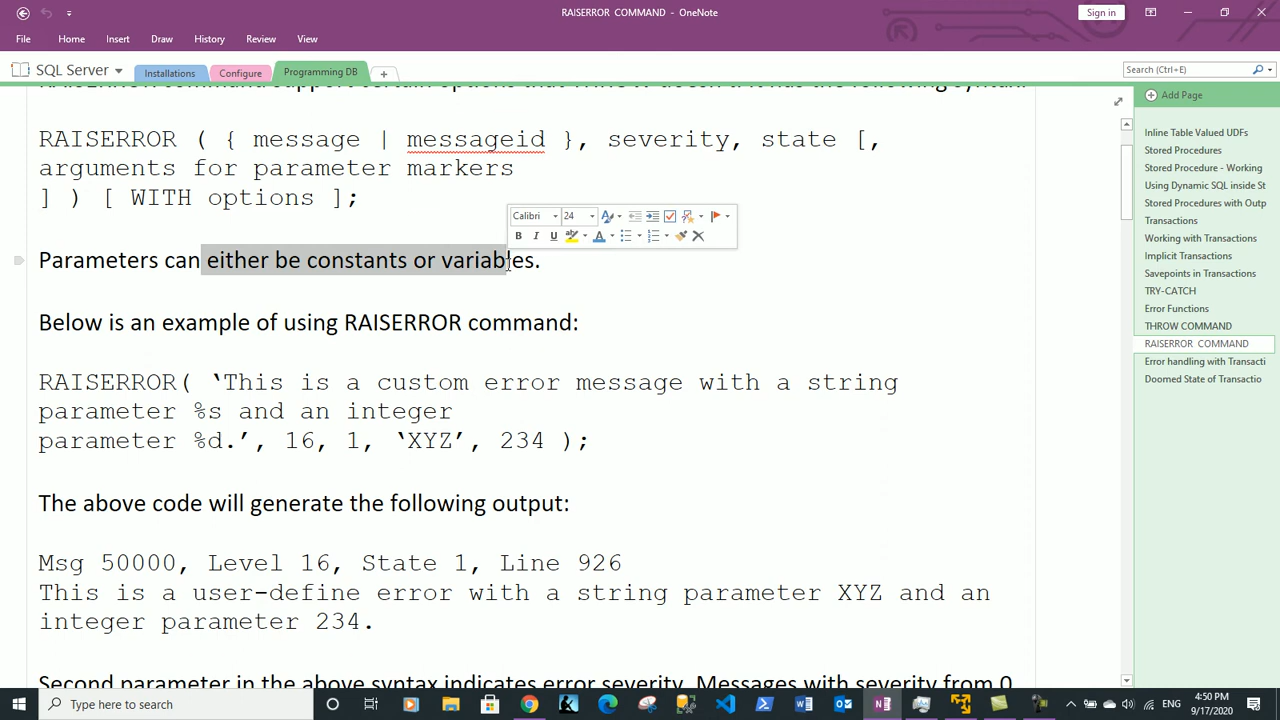 RAISERROR COMMAND - OneNote
Sign in
File Home Insert Draw History Review View
SQL Server
Installations Configure Programming DB
Search (Ctrl+E)
RAISERROR ( { message | messageid }, severity, state [,
arguments for parameter markers
] ) [ WITH options ];
Calibri 24
B I U ab A
Parameters can either be constants or variables.
Below is an example of using RAISERROR command:
RAISERROR( ‘This is a custom error message with a string
parameter %s and an integer
parameter %d.’, 16, 1, ‘XYZ’, 234 );
The above code will generate the following output:
Msg 50000, Level 16, State 1, Line 926
This is a user-define error with a string parameter XYZ and an
integer parameter 234.
Second parameter in the above syntax indicates error severity. Messages with severity from 0
Add Page
Inline Table Valued UDFs
Stored Procedures
Stored Procedure - Working
Using Dynamic SQL inside St
Stored Procedures with Outp
Transactions
Working with Transactions
Implicit Transactions
Savepoints in Transactions
TRY-CATCH
Error Functions
THROW COMMAND
RAISERROR COMMAND
Error handling with Transacti
Doomed State of Transactio
Type here to search
4:50 PM
9/17/2020